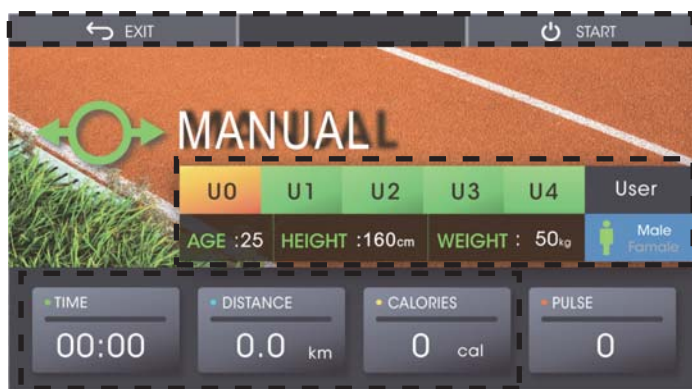 EXIT START
MANUAL
U0 U1 U2 U3 U4 User
AGE :25 HEIGHT :160cm WEIGHT : 50kg Male
Famale
TIME DISTANCE CALORIES PULSE
00:00 0.0 km 0 cal 0